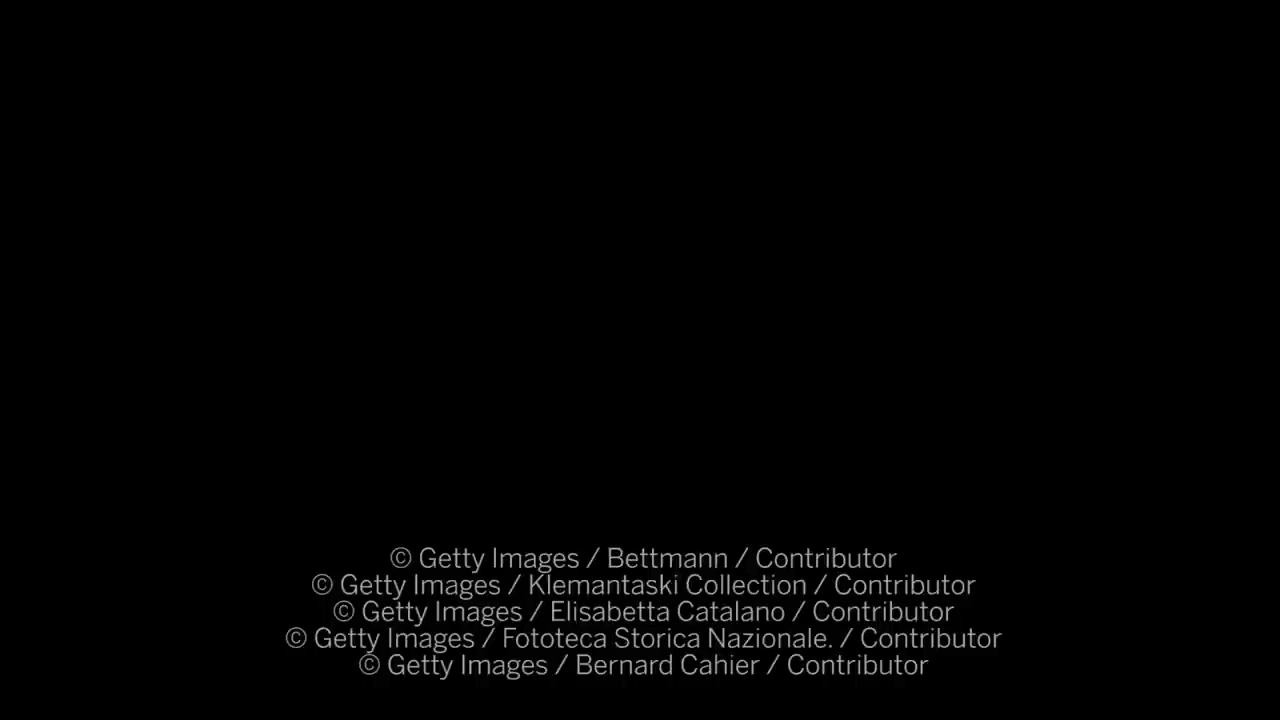 © Getty Images / Bettmann / Contributor
© Getty Images / Klemantaski Collection / Contributor
© Getty Images / Elisabetta Catalano / Contributor
© Getty Images / Fototeca Storica Nazionale. / Contributor
© Getty Images / Bernard Cahier / Contributor